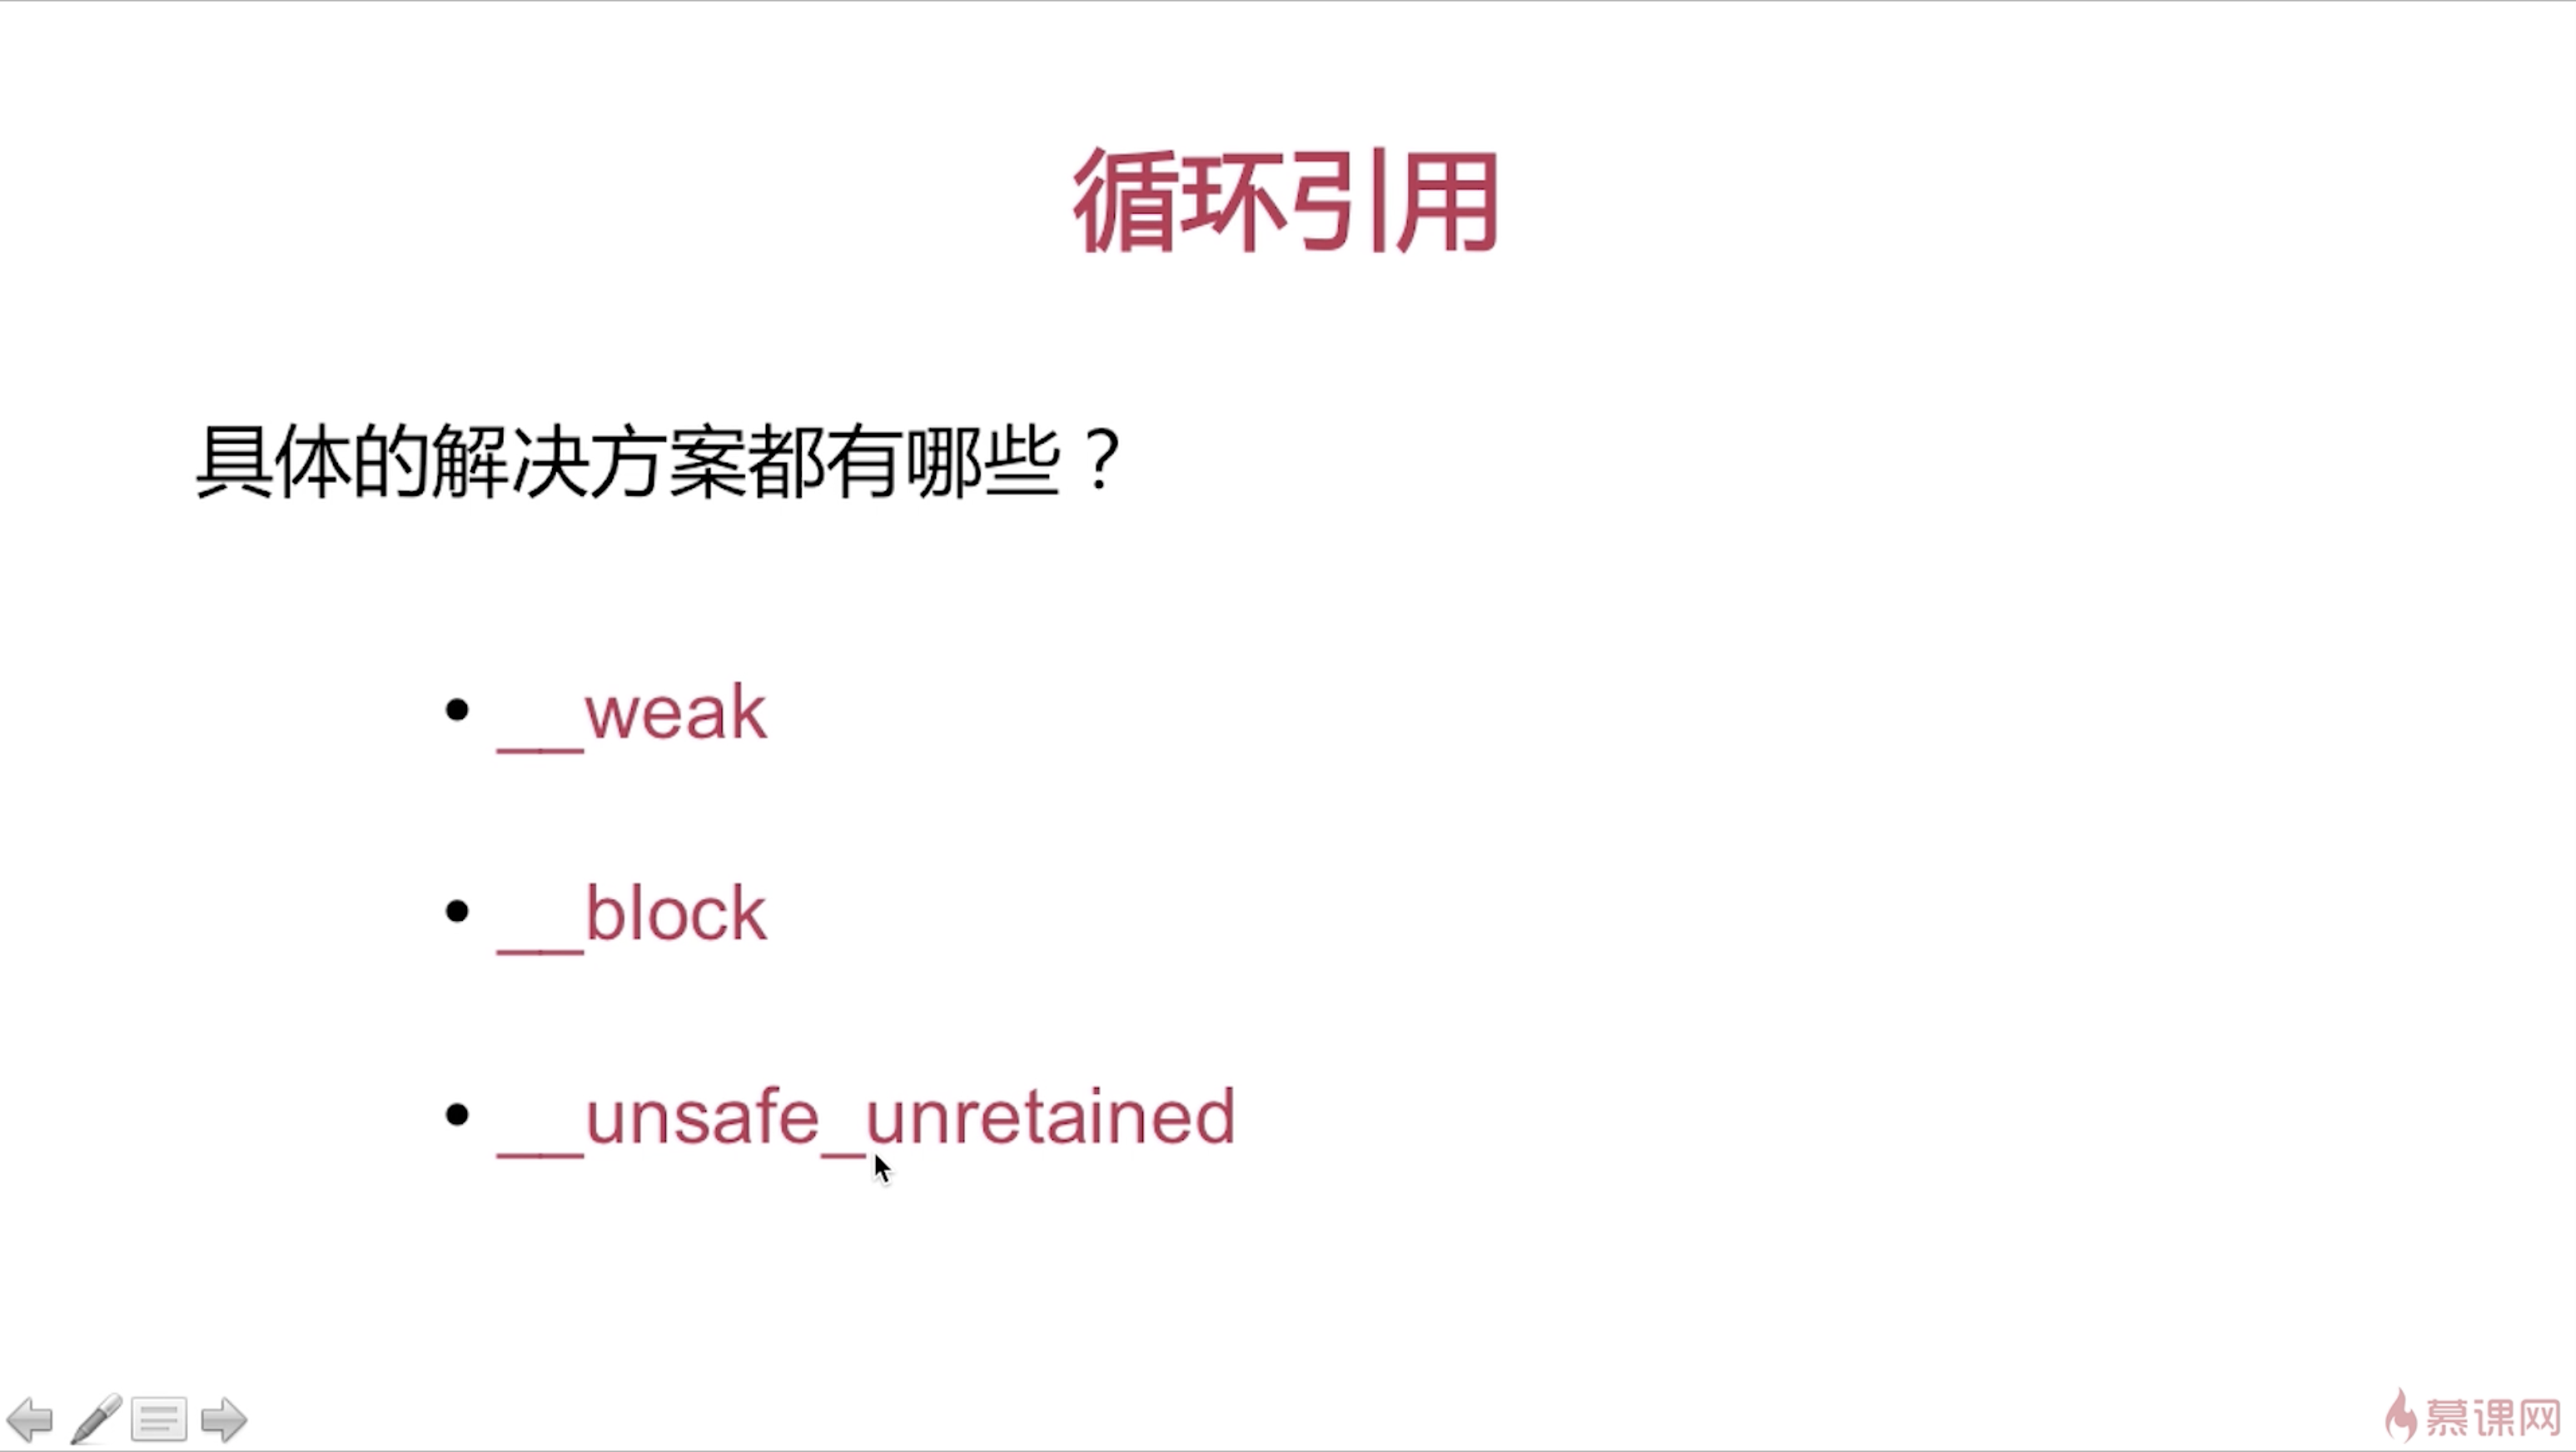 循环引用
具体的解决方案都有哪些？
• __weak
• __block
• __unsafe_unretained
慕课网